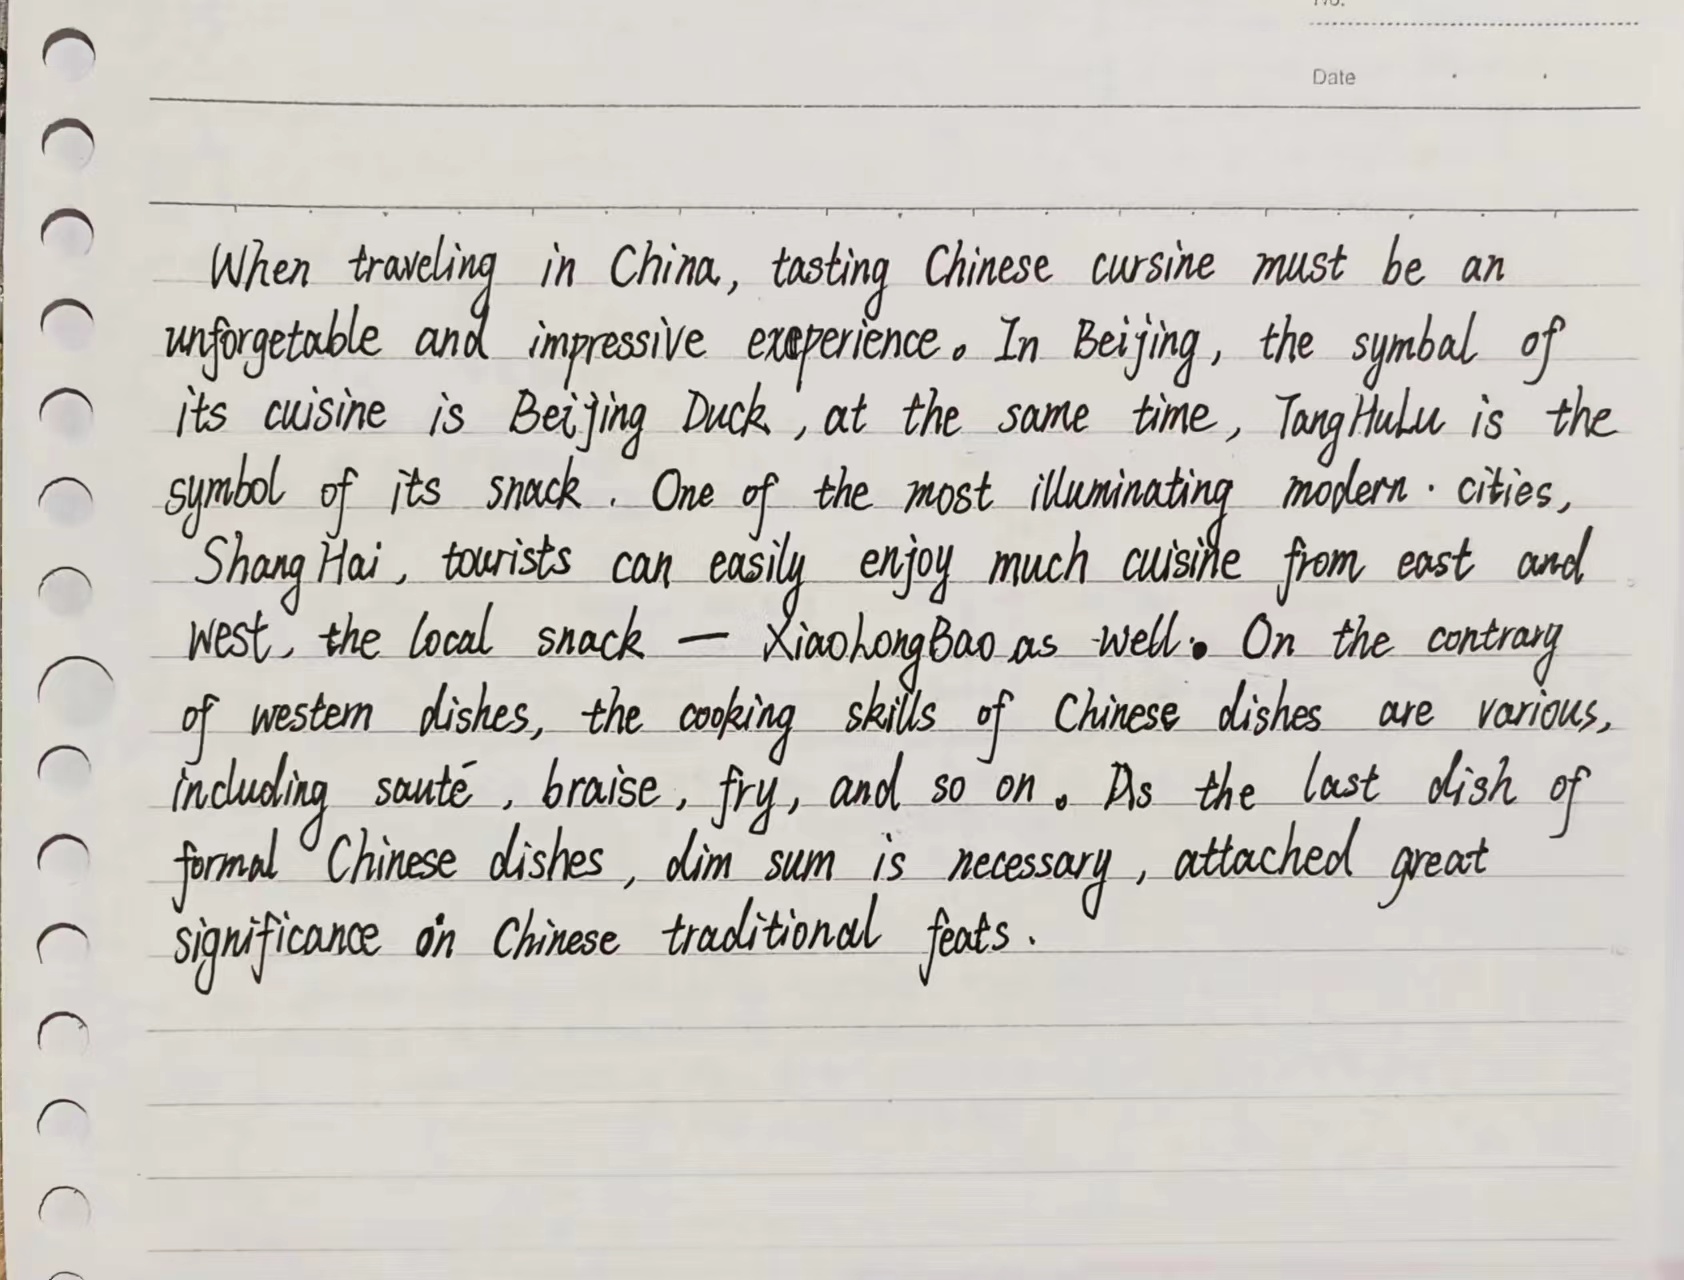 Date
When traveling in China, tasting Chinese cursine must be an
unforgetable and impressive experience. In Beijing, the symbal of
its cuisine is Beijing Duck, at the same time, TangHuLu is the
symbol of its snack. One of the most illuminating modern cities,
ShangHai, tourists can easily enjoy much cuisine from east and
west, the local snack — XiaoLongBao as well. On the contrary
of western dishes, the cooking skills of Chinese dishes are various,
including sauté, braise, fry, and so on. As the last dish of
formal Chinese dishes, dim sum is necessary, attached great
significance on Chinese traditional feats.